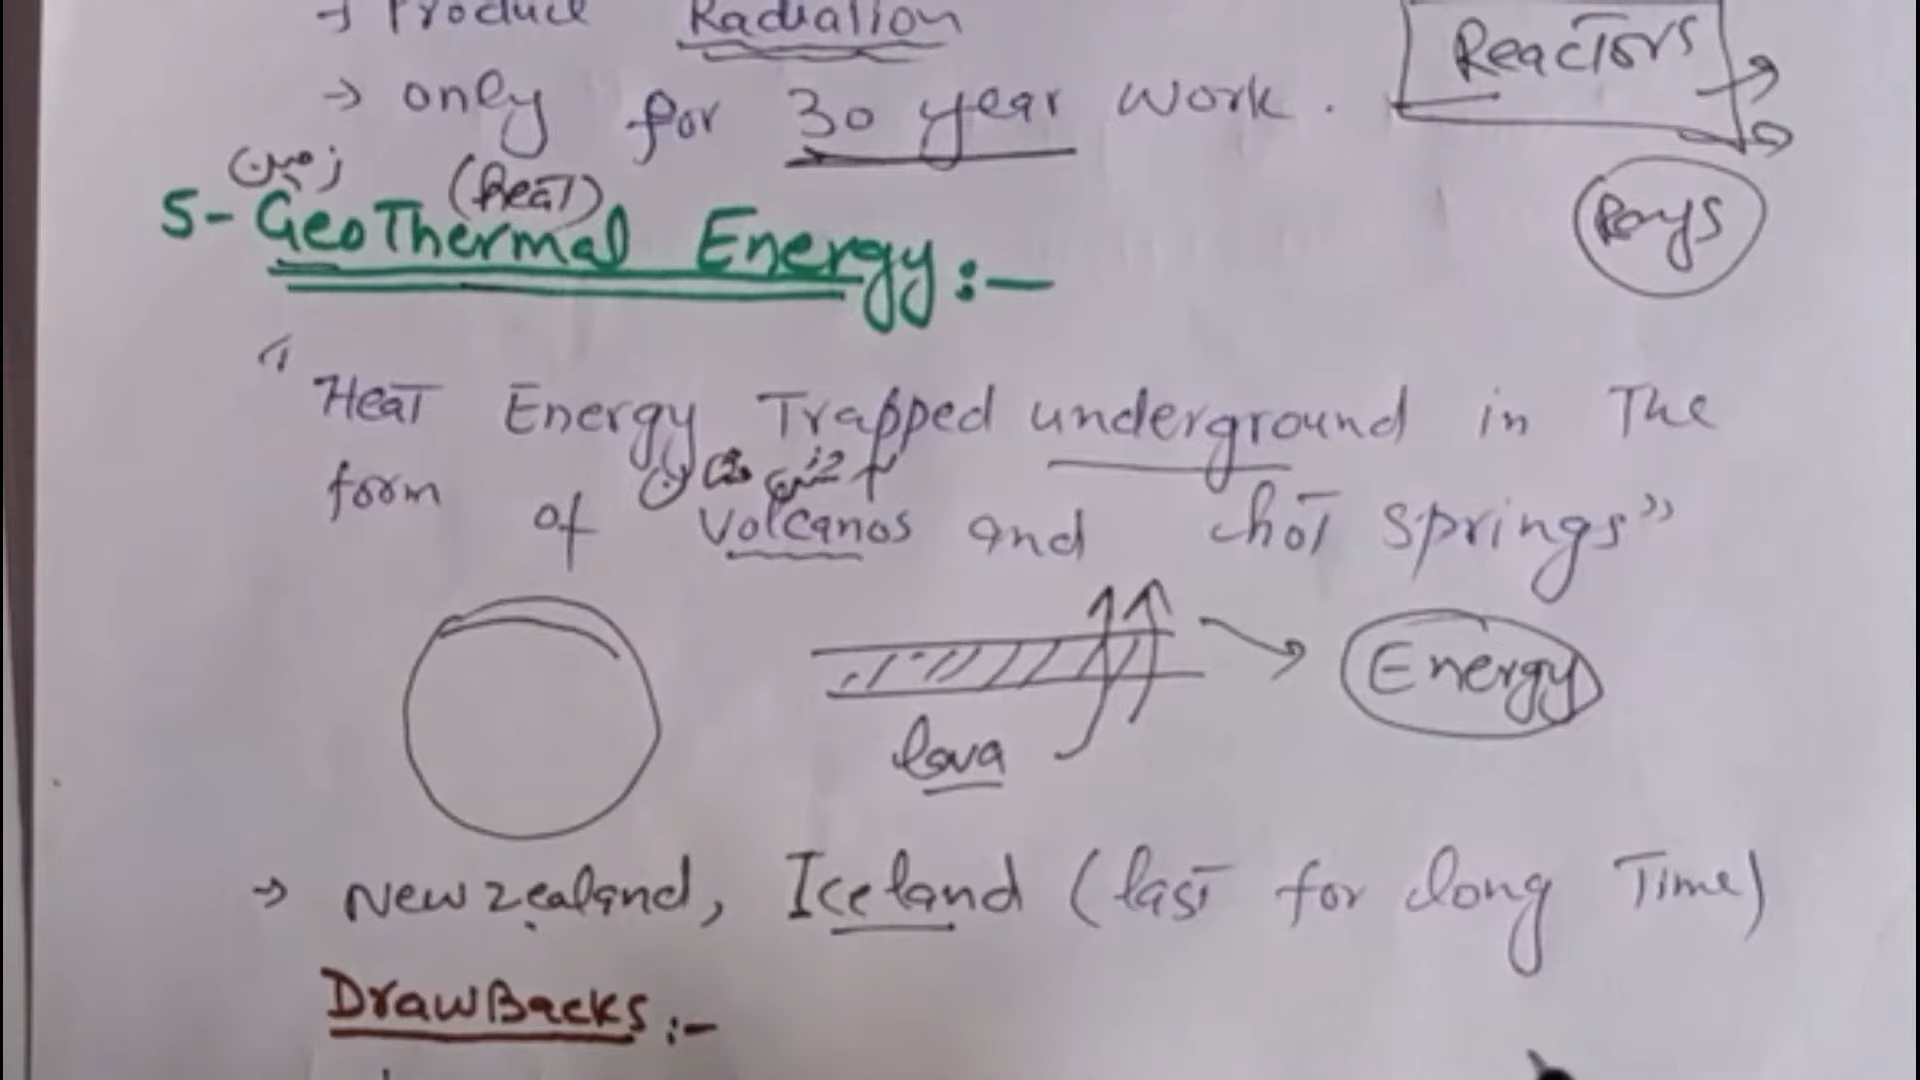 → Produce Radiation
→ only for 30 year work.
Reactors
Rays
زمین (heat)
5- GeoThermal Energy:-
"Heat Energy Trapped underground in The
form of volcanos and hot springs"
Energy
lava
→ New zealand, Iceland (last for long Time)
DrawBacks:-